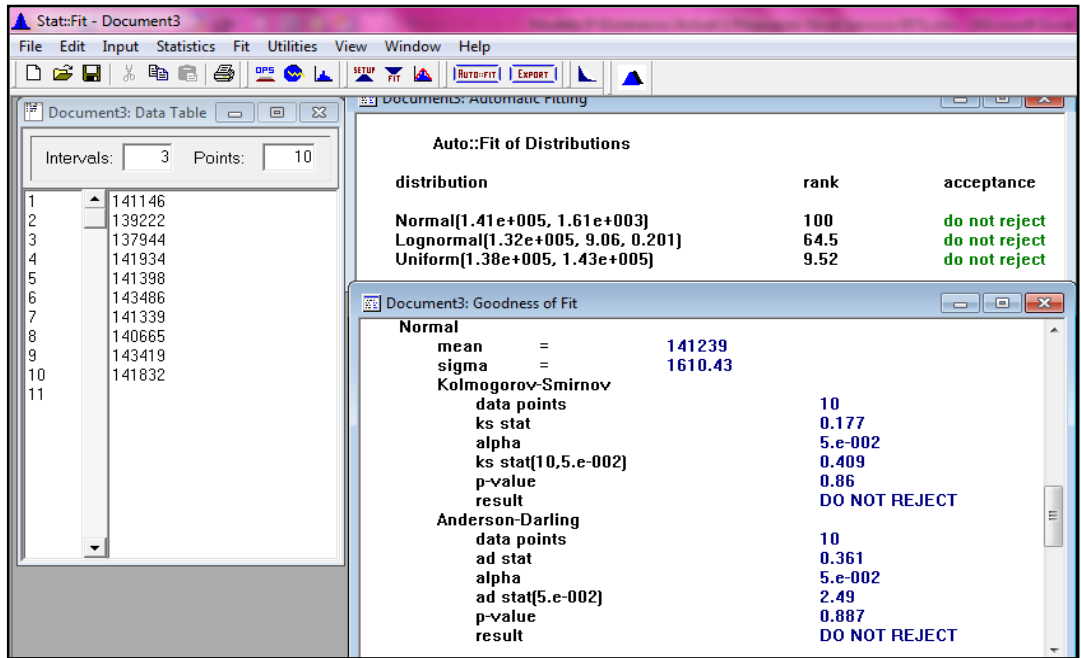 Stat::Fit - Document3
File Edit Input Statistics Fit Utilities View Window Help
OPS SETUP FIT AUTO::FIT EXPORT
Document3: Data Table
Intervals: 3 Points: 10
1 141146
2 139222
3 137944
4 141934
5 141398
6 143486
7 141339
8 140665
9 143419
10 141832
11
Document3: Automatic Fitting
Auto::Fit of Distributions
distribution rank acceptance
Normal(1.41e+005, 1.61e+003) 100 do not reject
Lognormal(1.32e+005, 9.06, 0.201) 64.5 do not reject
Uniform(1.38e+005, 1.43e+005) 9.52 do not reject
Document3: Goodness of Fit
Normal
mean = 141239
sigma = 1610.43
Kolmogorov-Smirnov
data points 10
ks stat 0.177
alpha 5.e-002
ks stat(10,5.e-002) 0.409
p-value 0.86
result DO NOT REJECT
Anderson-Darling
data points 10
ad stat 0.361
alpha 5.e-002
ad stat(5.e-002) 2.49
p-value 0.887
result DO NOT REJECT